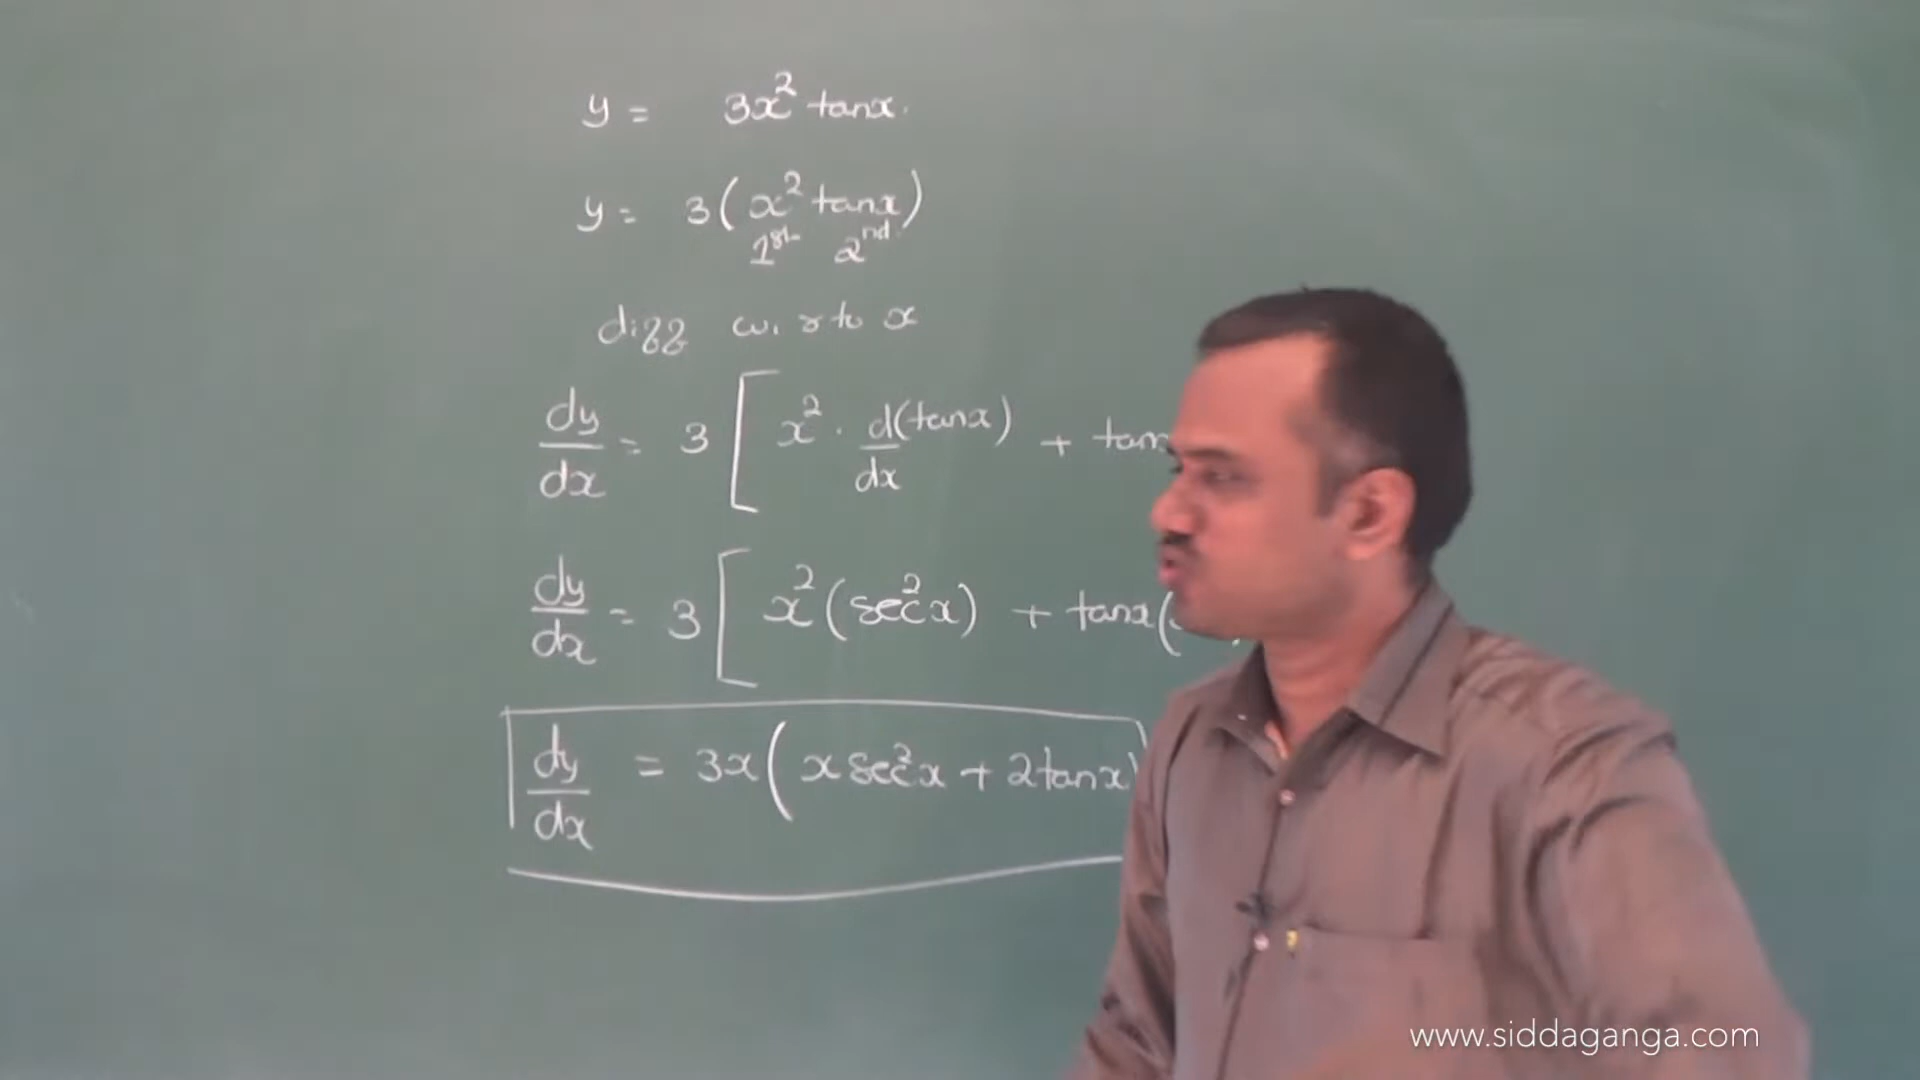 y = 3x² tanx.
y = 3(x² tanx)
1st 2nd.
diff w.r to x
dy/dx = 3[x² · d(tanx)/dx + tan
dy/dx = 3[x²(sec²x) + tanx(
dy/dx = 3x(x sec²x + 2tanx)
www.siddaganga.com